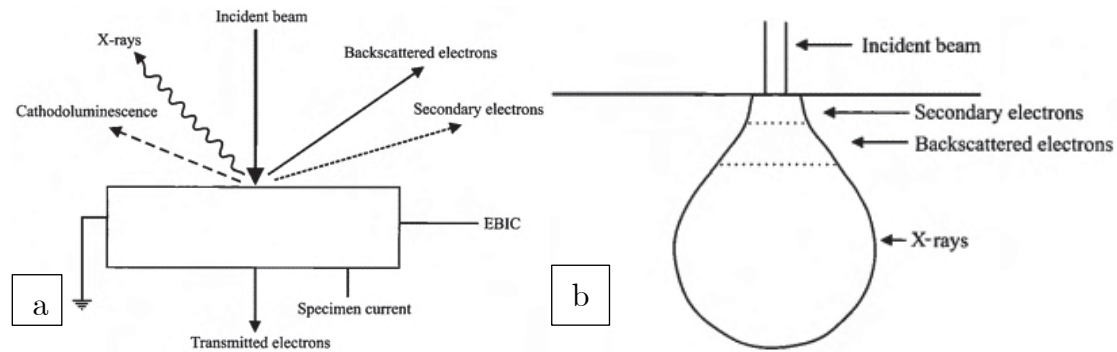 Incident beam
X-rays
Backscattered electrons
Cathodoluminescence
Secondary electrons
EBIC
Specimen current
Transmitted electrons
a
Incident beam
Secondary electrons
Backscattered electrons
X-rays
b